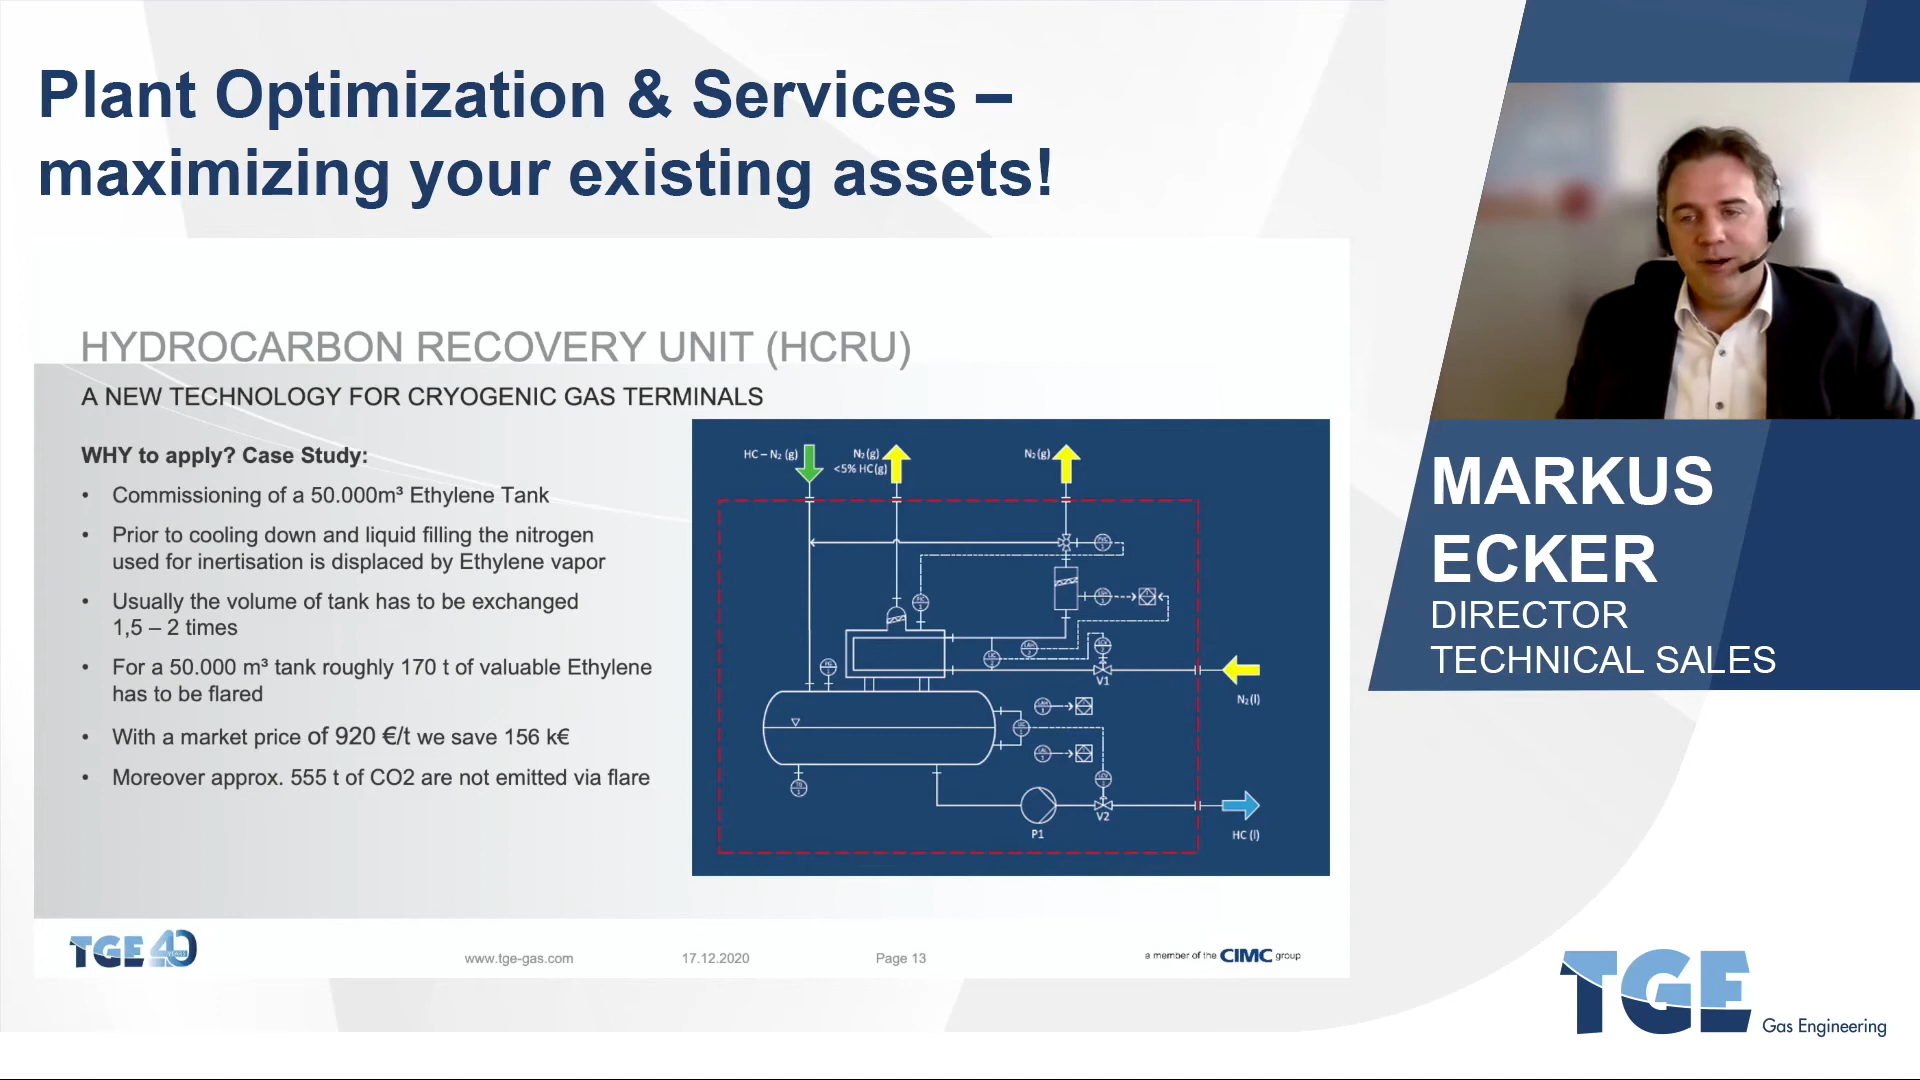 Plant Optimization & Services –
maximizing your existing assets!
HYDROCARBON RECOVERY UNIT (HCRU)
A NEW TECHNOLOGY FOR CRYOGENIC GAS TERMINALS
WHY to apply? Case Study:
• Commissioning of a 50.000m³ Ethylene Tank
• Prior to cooling down and liquid filling the nitrogen
used for inertisation is displaced by Ethylene vapor
• Usually the volume of tank has to be exchanged
1,5 – 2 times
• For a 50.000 m³ tank roughly 170 t of valuable Ethylene
has to be flared
• With a market price of 920 €/t we save 156 k€
• Moreover approx. 555 t of CO2 are not emitted via flare
HC – N₂ (g)
N₂(g)
<5% HC(g)
N₂(g)
V1
N₂(l)
V2
P1
HC (l)
TGE 40
www.tge-gas.com
17.12.2020
Page 13
a member of the CIMC group
MARKUS
ECKER
DIRECTOR
TECHNICAL SALES
TGE
Gas Engineering